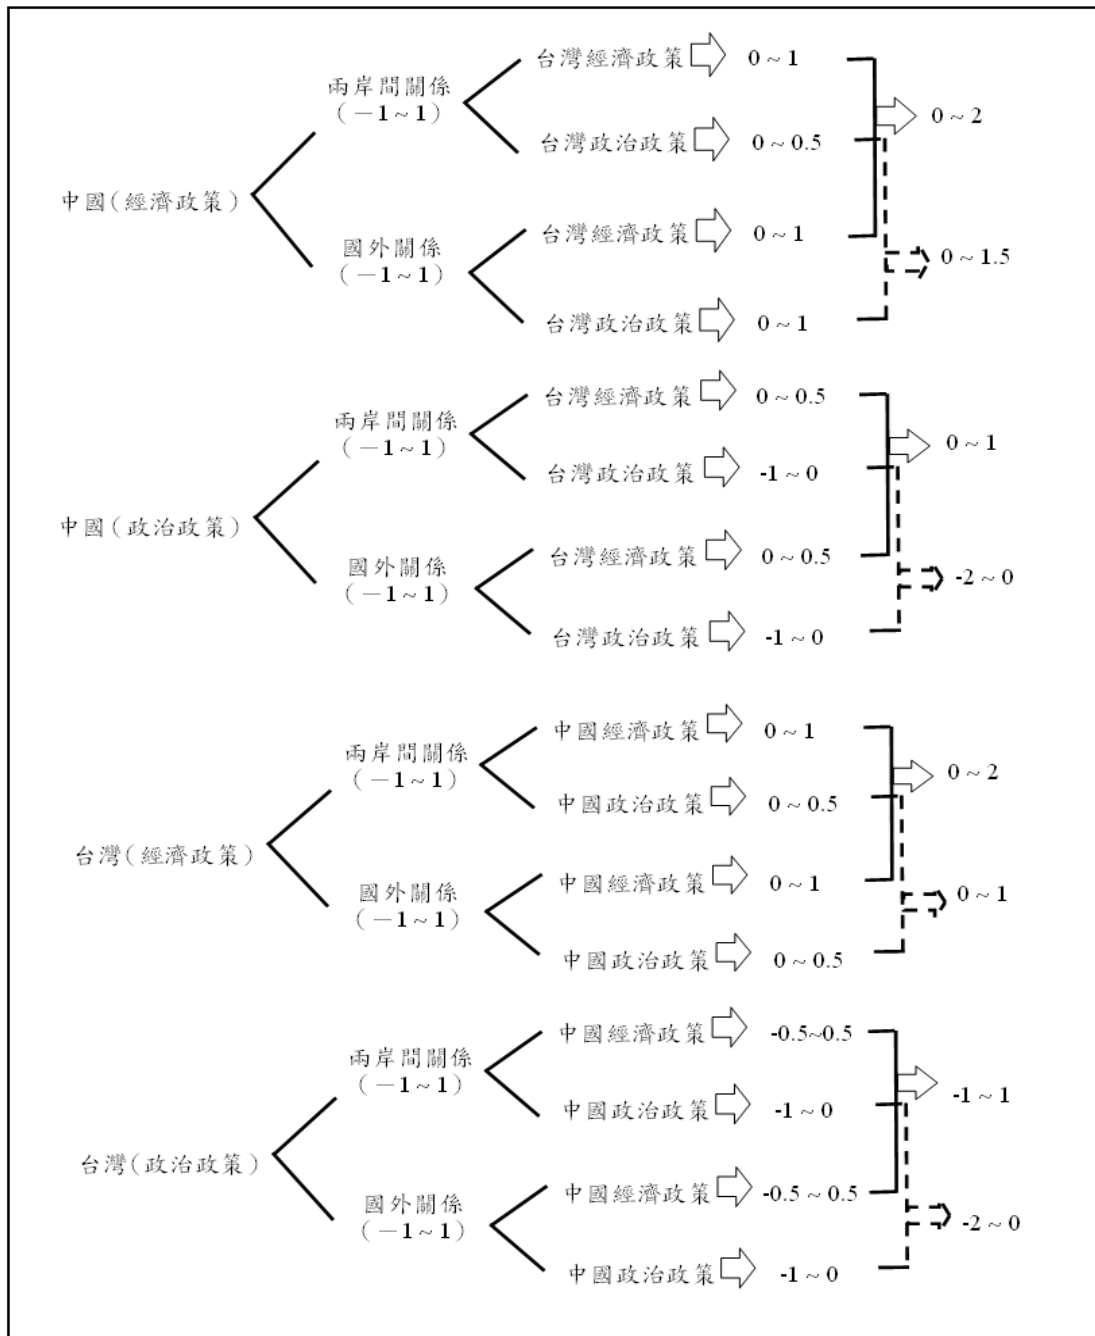 台灣經濟政策 0 ~ 1
兩岸間關係
(－1 ~ 1)
0 ~ 2
台灣政治政策 0 ~ 0.5
中國(經濟政策)
台灣經濟政策 0 ~ 1
國外關係
(－1 ~ 1)
0 ~ 1.5
台灣政治政策 0 ~ 1
台灣經濟政策 0 ~ 0.5
兩岸間關係
(－1 ~ 1)
0 ~ 1
台灣政治政策 -1 ~ 0
中國(政治政策)
台灣經濟政策 0 ~ 0.5
國外關係
(－1 ~ 1)
-2 ~ 0
台灣政治政策 -1 ~ 0
中國經濟政策 0 ~ 1
兩岸間關係
(－1 ~ 1)
0 ~ 2
中國政治政策 0 ~ 0.5
台灣(經濟政策)
中國經濟政策 0 ~ 1
國外關係
(－1 ~ 1)
0 ~ 1
中國政治政策 0 ~ 0.5
中國經濟政策 -0.5~0.5
兩岸間關係
(－1 ~ 1)
-1 ~ 1
中國政治政策 -1 ~ 0
台灣(政治政策)
中國經濟政策 -0.5 ~ 0.5
國外關係
(－1 ~ 1)
-2 ~ 0
中國政治政策 -1 ~ 0